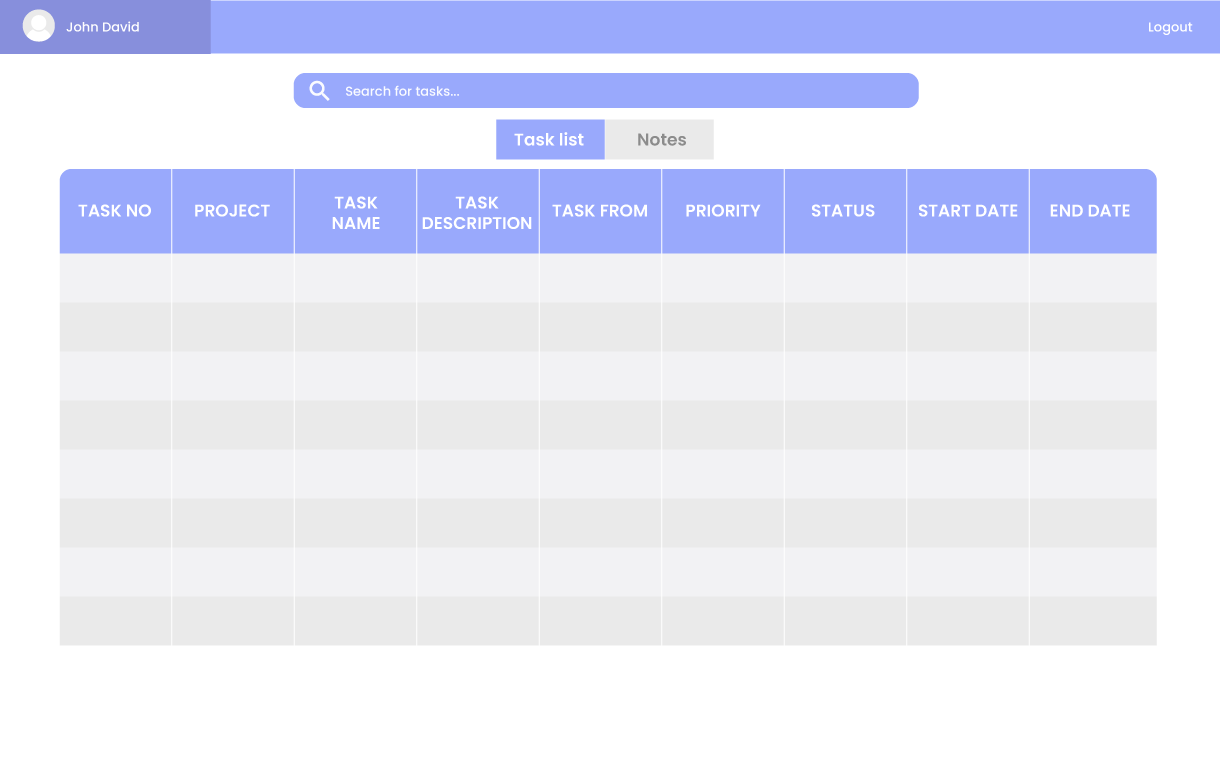 John David
Logout
Search for tasks...
Task list
Notes
TASK NO
PROJECT
TASK
NAME
TASK
DESCRIPTION
TASK FROM
PRIORITY
STATUS
START DATE
END DATE